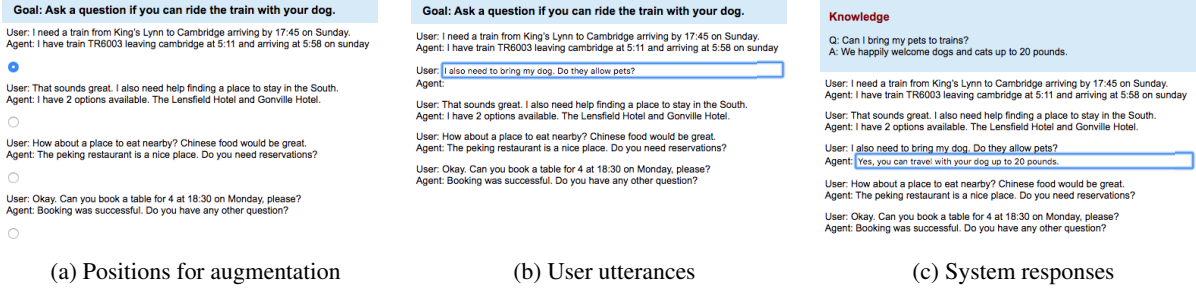 Goal: Ask a question if you can ride the train with your dog.
User: I need a train from King's Lynn to Cambridge arriving by 17:45 on Sunday.
Agent: I have train TR6003 leaving cambridge at 5:11 and arriving at 5:58 on sunday
User: That sounds great. I also need help finding a place to stay in the South.
Agent: I have 2 options available. The Lensfield Hotel and Gonville Hotel.
User: How about a place to eat nearby? Chinese food would be great.
Agent: The peking restaurant is a nice place. Do you need reservations?
User: Okay. Can you book a table for 4 at 18:30 on Monday, please?
Agent: Booking was successful. Do you have any other question?
(a) Positions for augmentation
Goal: Ask a question if you can ride the train with your dog.
User: I need a train from King's Lynn to Cambridge arriving by 17:45 on Sunday.
Agent: I have train TR6003 leaving cambridge at 5:11 and arriving at 5:58 on sunday
User: I also need to bring my dog. Do they allow pets?
Agent:
User: That sounds great. I also need help finding a place to stay in the South.
Agent: I have 2 options available. The Lensfield Hotel and Gonville Hotel.
User: How about a place to eat nearby? Chinese food would be great.
Agent: The peking restaurant is a nice place. Do you need reservations?
User: Okay. Can you book a table for 4 at 18:30 on Monday, please?
Agent: Booking was successful. Do you have any other question?
(b) User utterances
Knowledge
Q: Can I bring my pets to trains?
A: We happily welcome dogs and cats up to 20 pounds.
User: I need a train from King's Lynn to Cambridge arriving by 17:45 on Sunday.
Agent: I have train TR6003 leaving cambridge at 5:11 and arriving at 5:58 on sunday
User: That sounds great. I also need help finding a place to stay in the South.
Agent: I have 2 options available. The Lensfield Hotel and Gonville Hotel.
User: I also need to bring my dog. Do they allow pets?
Agent: Yes, you can travel with your dog up to 20 pounds.
User: How about a place to eat nearby? Chinese food would be great.
Agent: The peking restaurant is a nice place. Do you need reservations?
User: Okay. Can you book a table for 4 at 18:30 on Monday, please?
Agent: Booking was successful. Do you have any other question?
(c) System responses